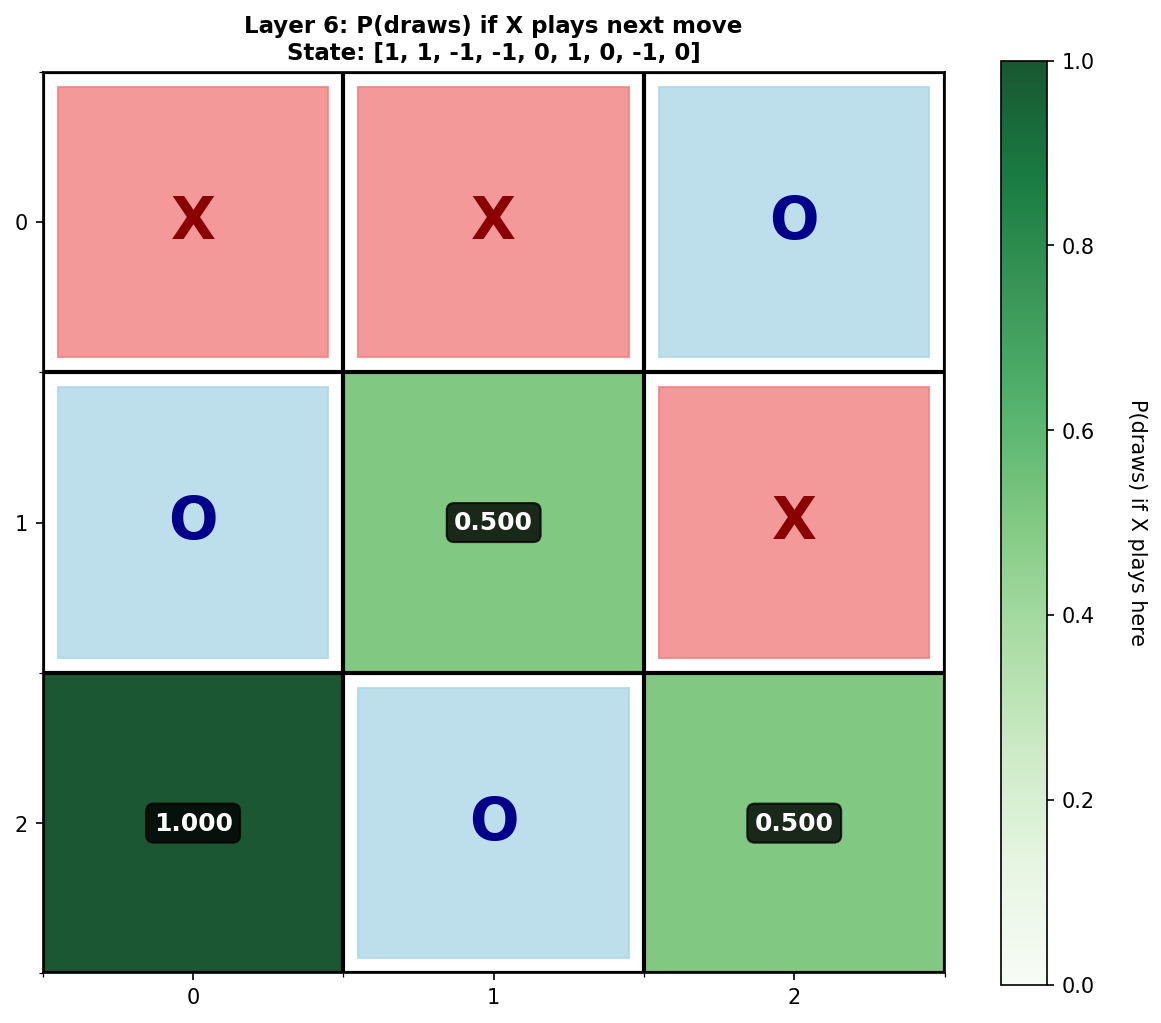 Layer 6: P(draws) if X plays next move
State: [1, 1, -1, -1, 0, 1, 0, -1, 0]
X
X
O
O
0.500
X
1.000
O
0.500
0
1
2
0
1
2
1.0
0.8
0.6
0.4
0.2
0.0
P(draws) if X plays here